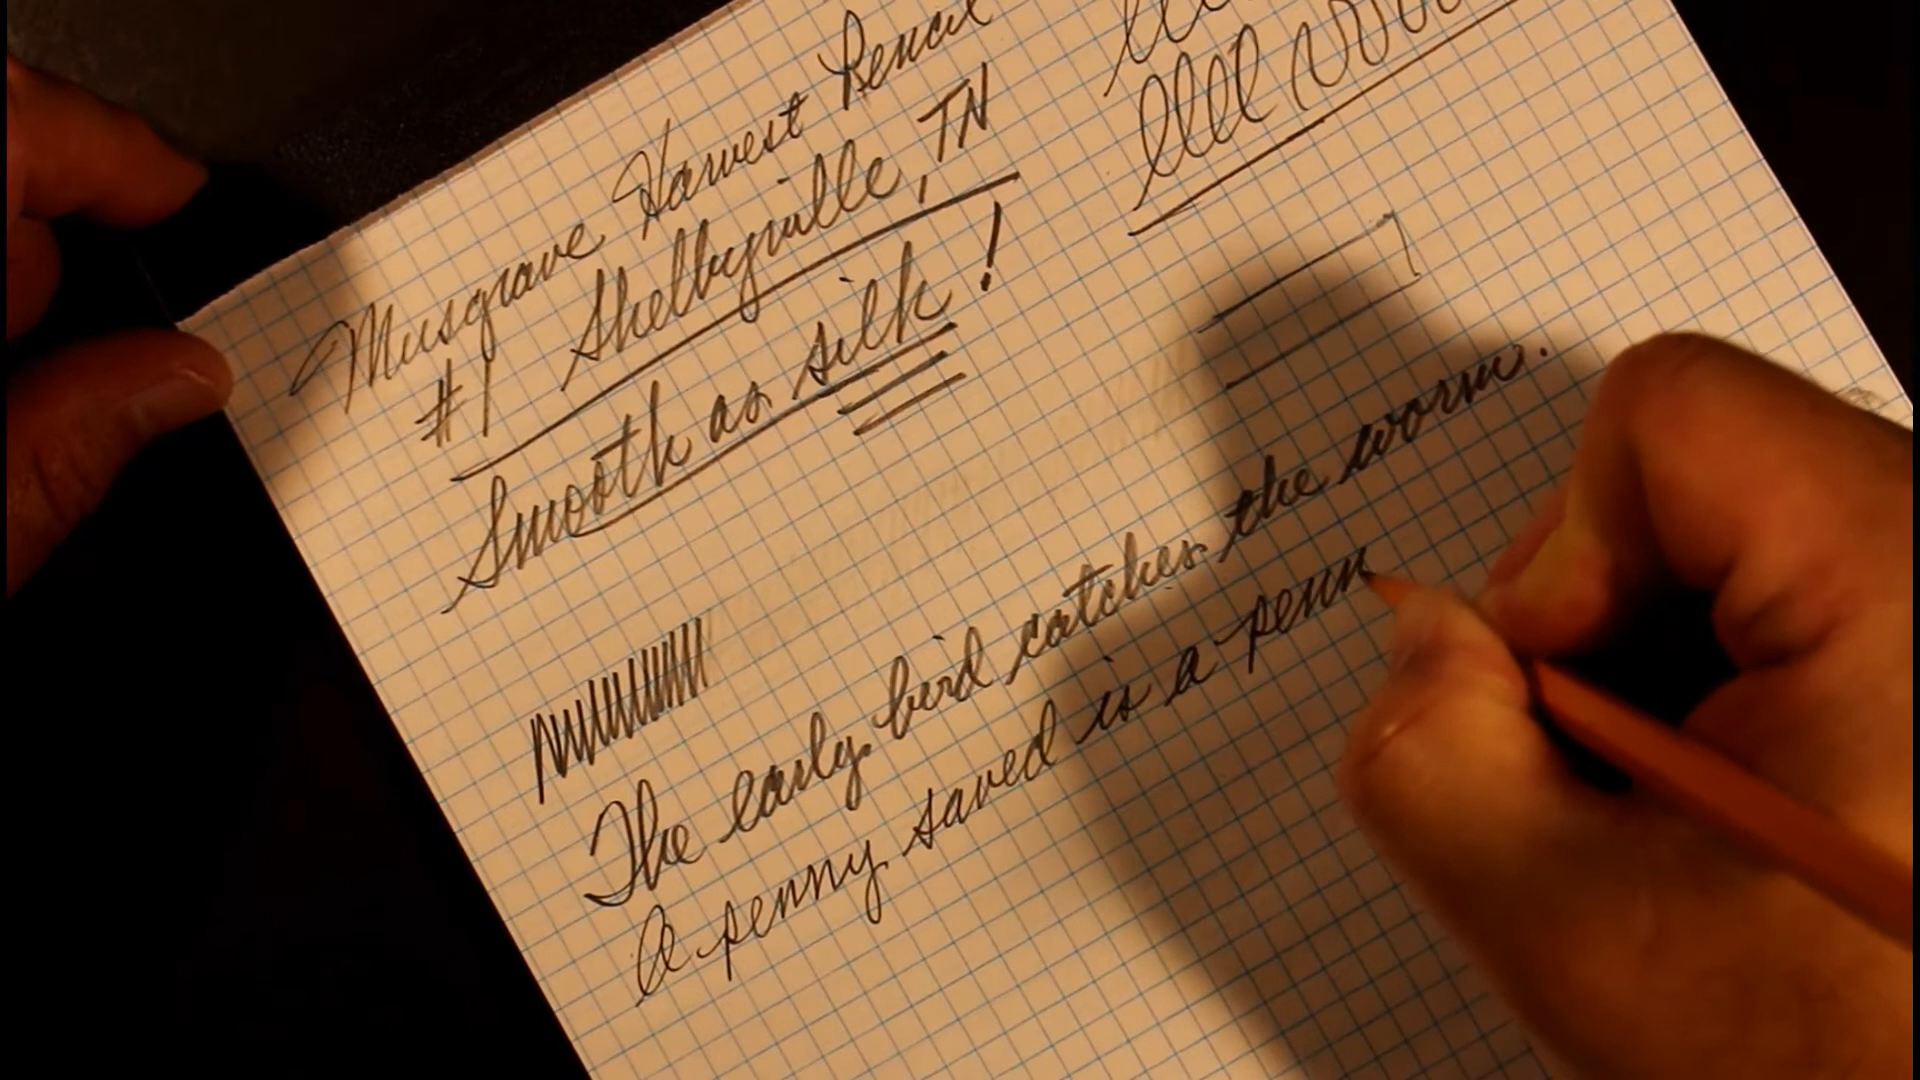 Musgrave Harvest Pencil
#1 Shelbyville, TN
Smooth as silk!
The early bird catches the worm.
A penny saved is a penn